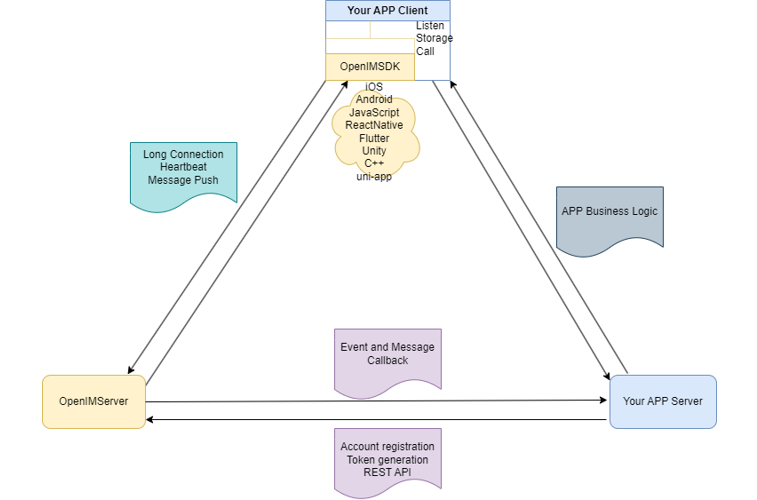 Your APP Client
Listen
Storage
Call
OpenIMSDK
iOS
Android
JavaScript
ReactNative
Flutter
Unity
C++
uni-app
Long Connection
Heartbeat
Message Push
APP Business Logic
Event and Message
Callback
OpenIMServer
Your APP Server
Account registration
Token generation
REST API